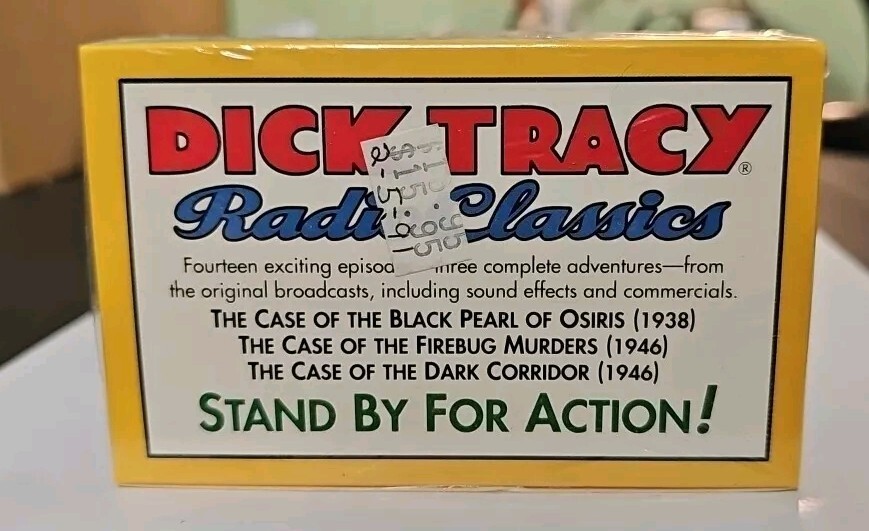 DICK TRACY®
Radi Classics
Fourteen exciting episod three complete adventures—from
the original broadcasts, including sound effects and commercials.
THE CASE OF THE BLACK PEARL OF OSIRIS (1938)
THE CASE OF THE FIREBUG MURDERS (1946)
THE CASE OF THE DARK CORRIDOR (1946)
STAND BY FOR ACTION!